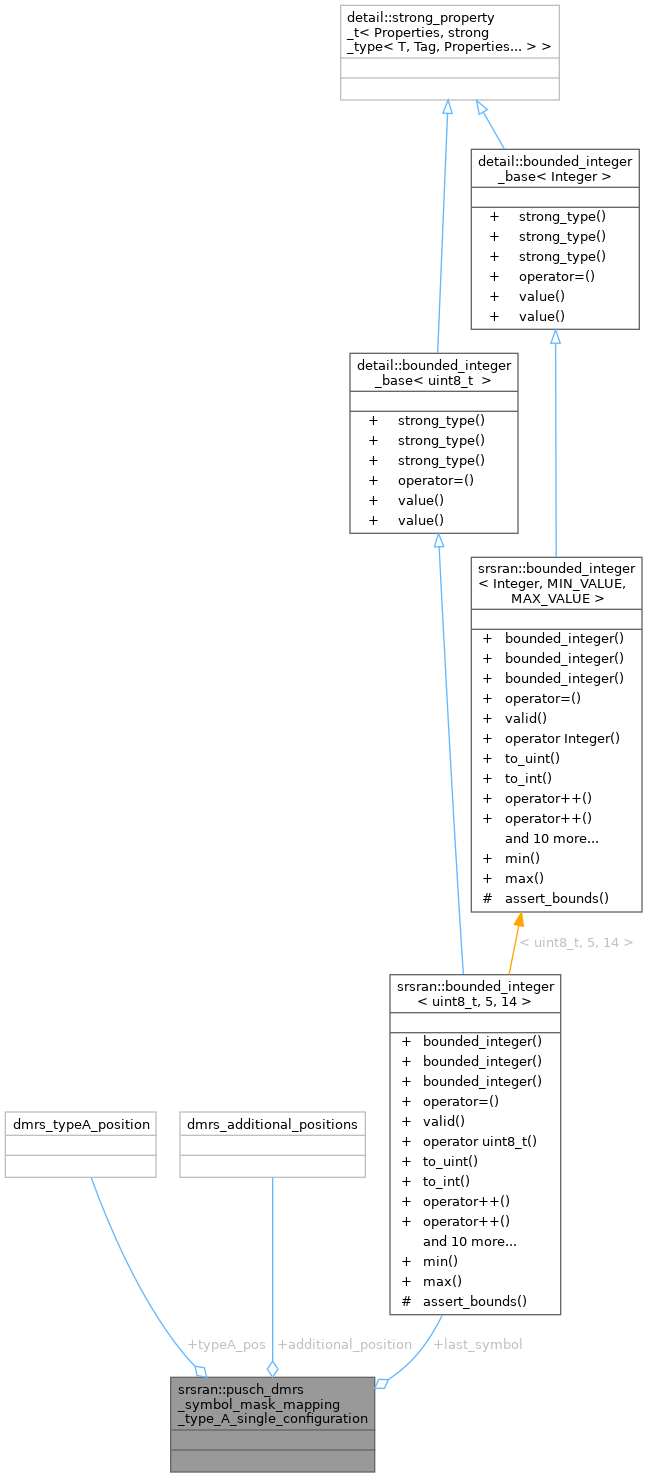 detail::strong_property
_t< Properties, strong
_type< T, Tag, Properties... > >
detail::bounded_integer
_base< Integer >
+ strong_type()
+ strong_type()
+ strong_type()
+ operator=()
+ value()
+ value()
detail::bounded_integer
_base< uint8_t >
+ strong_type()
+ strong_type()
+ strong_type()
+ operator=()
+ value()
+ value()
srsran::bounded_integer
< Integer, MIN_VALUE,
MAX_VALUE >
+ bounded_integer()
+ bounded_integer()
+ bounded_integer()
+ operator=()
+ valid()
+ operator Integer()
+ to_uint()
+ to_int()
+ operator++()
+ operator++()
and 10 more...
+ min()
+ max()
# assert_bounds()
< uint8_t, 5, 14 >
srsran::bounded_integer
< uint8_t, 5, 14 >
+ bounded_integer()
+ bounded_integer()
+ bounded_integer()
+ operator=()
+ valid()
+ operator uint8_t()
+ to_uint()
+ to_int()
+ operator++()
+ operator++()
and 10 more...
+ min()
+ max()
# assert_bounds()
dmrs_typeA_position
dmrs_additional_positions
+typeA_pos
+additional_position
+last_symbol
srsran::pusch_dmrs
_symbol_mask_mapping
_type_A_single_configuration